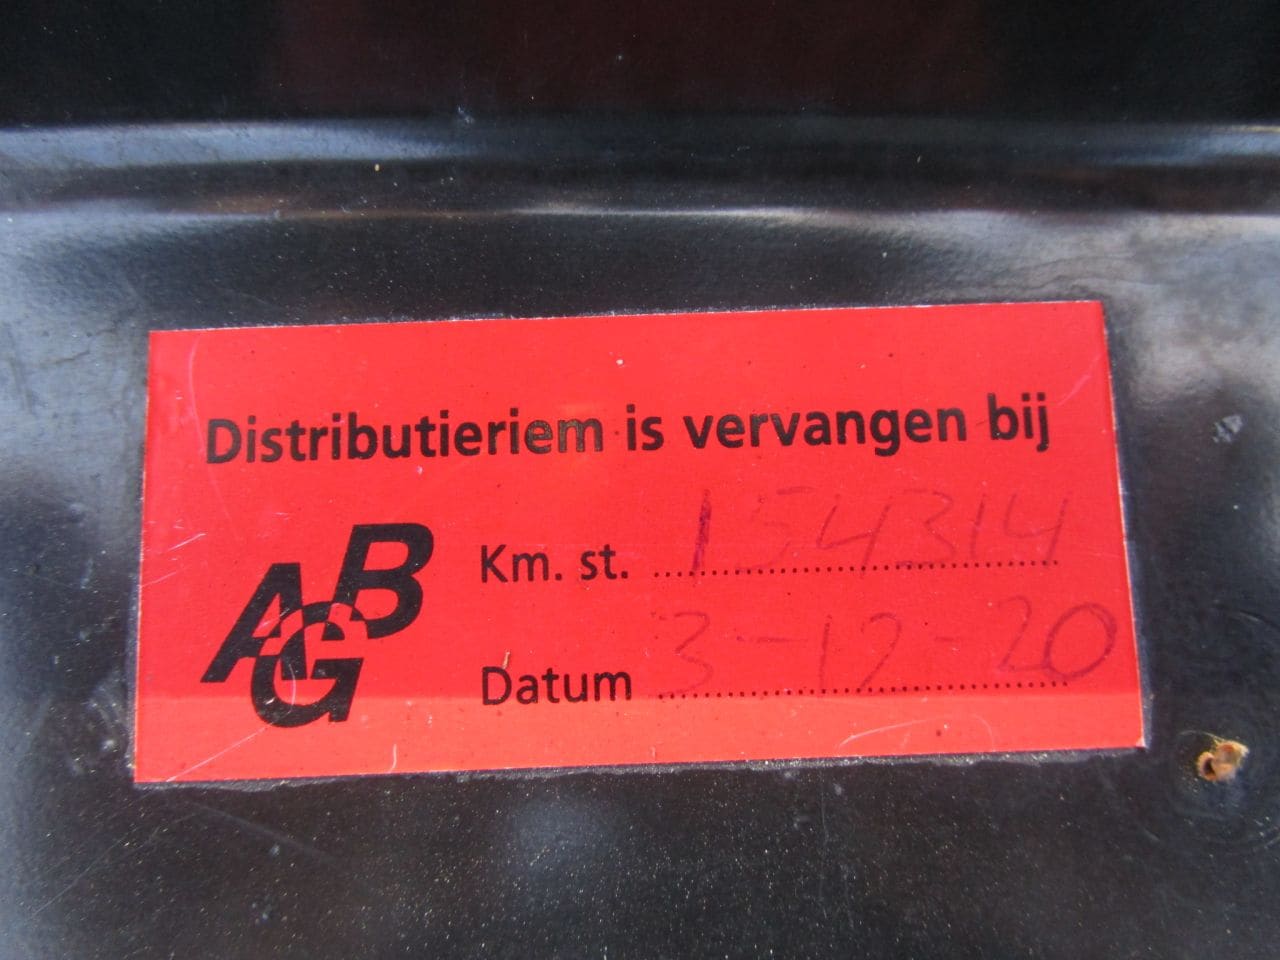 Distributieriem is vervangen bij
AGB
Km. st. 154314
Datum 3-12-20